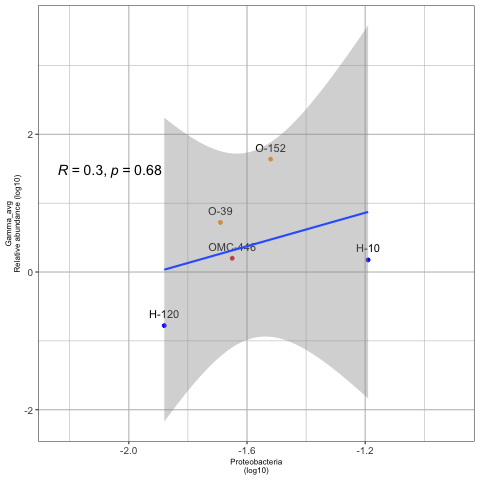 O-152
R = 0.3, p = 0.68
O-39
OMC-446
H-10
H-120
2
0
-2
Gamma_avg
Relative abundance (log10)
-2.0
-1.6
-1.2
Proteobacteria
(log10)